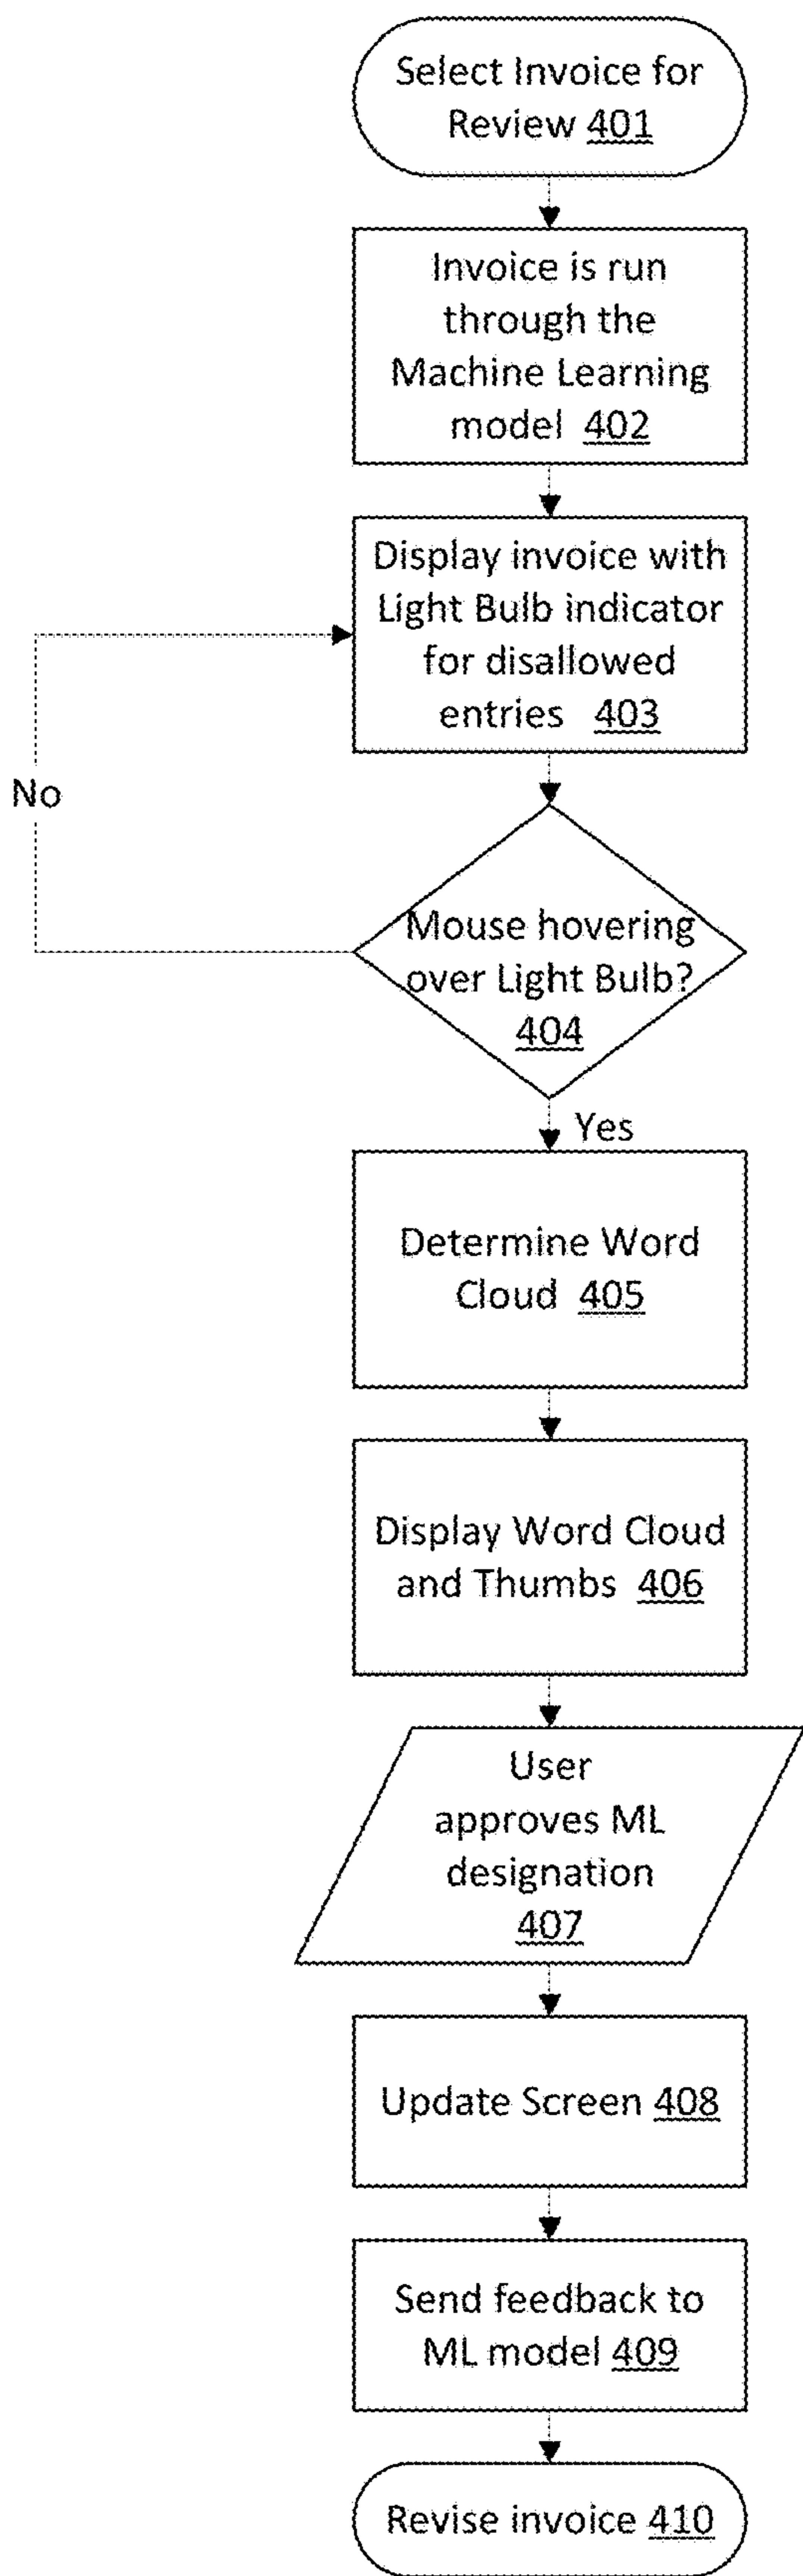 Select Invoice for
Review 401
Invoice is run
through the
Machine Learning
model 402
Display invoice with
Light Bulb indicator
for disallowed
entries 403
No
Mouse hovering
over Light Bulb?
404
Yes
Determine Word
Cloud 405
Display Word Cloud
and Thumbs 406
User
approves ML
designation
407
Update Screen 408
Send feedback to
ML model 409
Revise invoice 410